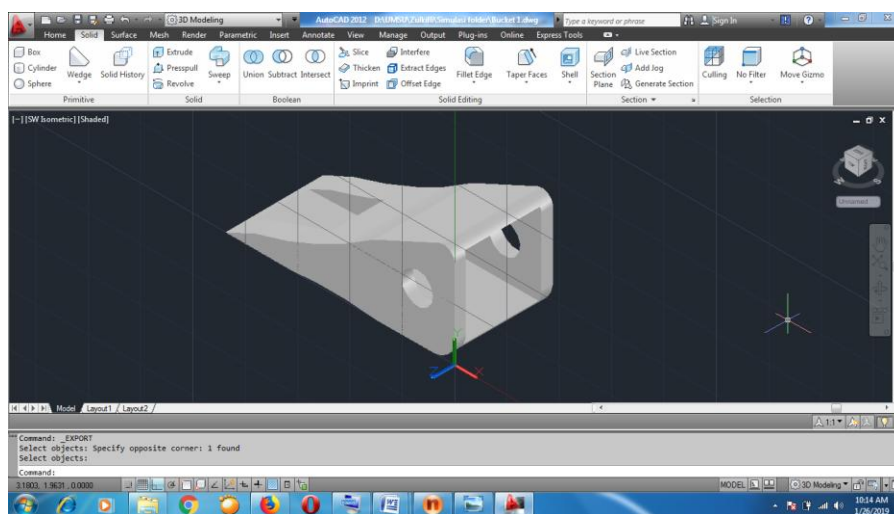 3D Modeling AutoCAD 2012 D:\UMSU\Zulkifli\Simulasi folder\Bucket 1.dwg Type a keyword or phrase Sign In
Home Solid Surface Mesh Render Parametric Insert Annotate View Manage Output Plug-ins Online Express Tools
Box Extrude Slice Interfere Live Section
Cylinder Presspull Thicken Extract Edges Add Jog
Sphere Revolve Imprint Offset Edge Generate Section
Wedge Solid History Sweep Union Subtract Intersect Fillet Edge Taper Faces Shell Section Plane Culling No Filter Move Gizmo
Primitive Solid Boolean Solid Editing Section Selection
[-][SW Isometric][Shaded]
Unnamed
Y
Z X
Model Layout1 Layout2
1:1
Command: _EXPORT
Select objects: Specify opposite corner: 1 found
Select objects:
Command:
3.1803, 1.9631, 0.0000 MODEL 3D Modeling
10:14 AM
1/26/2019